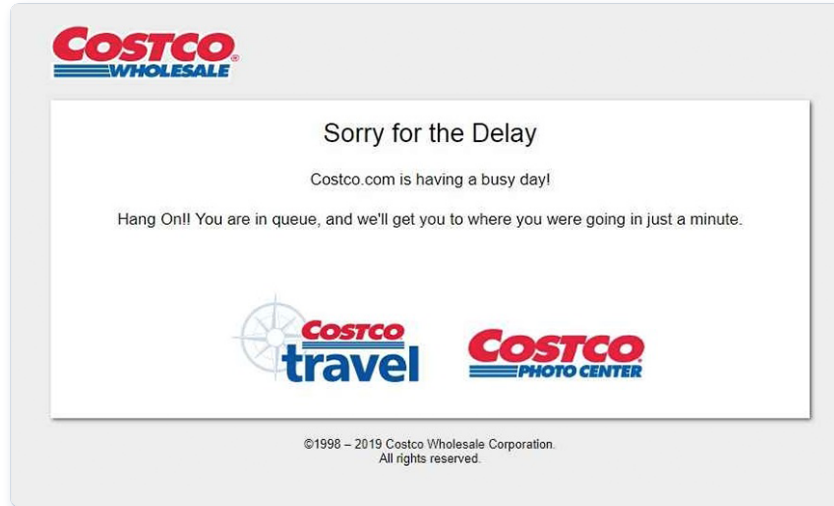 COSTCO
WHOLESALE
Sorry for the Delay
Costco.com is having a busy day!
Hang On!! You are in queue, and we'll get you to where you were going in just a minute.
COSTCO
travel
COSTCO
PHOTO CENTER
©1998 – 2019 Costco Wholesale Corporation.
All rights reserved.